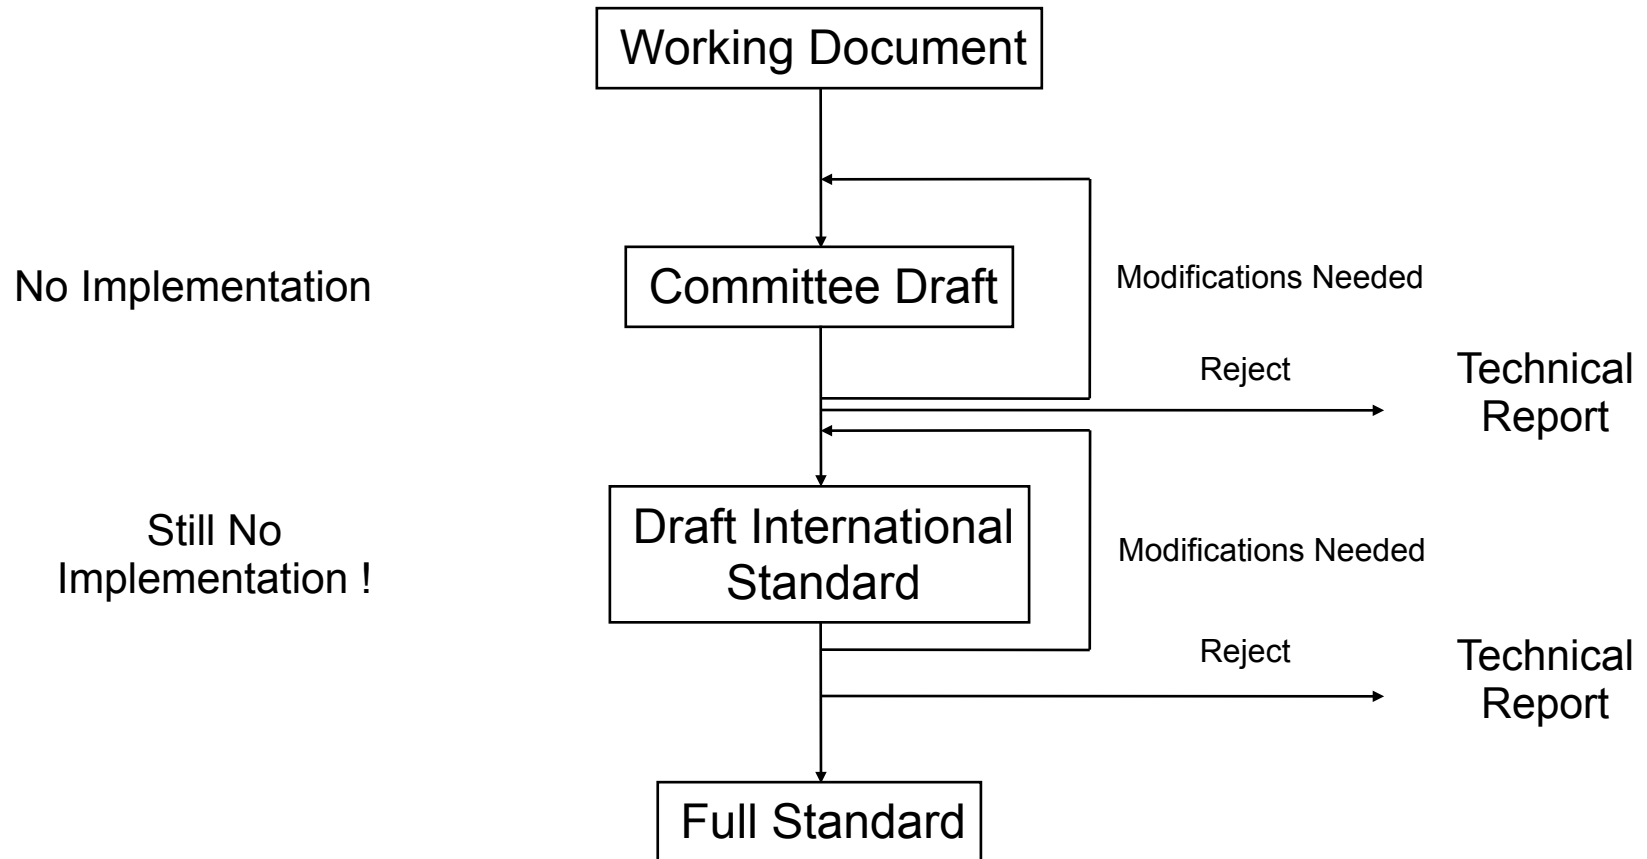 Working Document
No Implementation
Committee Draft
Modifications Needed
Reject
Technical
Report
Still No
Implementation !
Draft International
Standard
Modifications Needed
Reject
Technical
Report
Full Standard